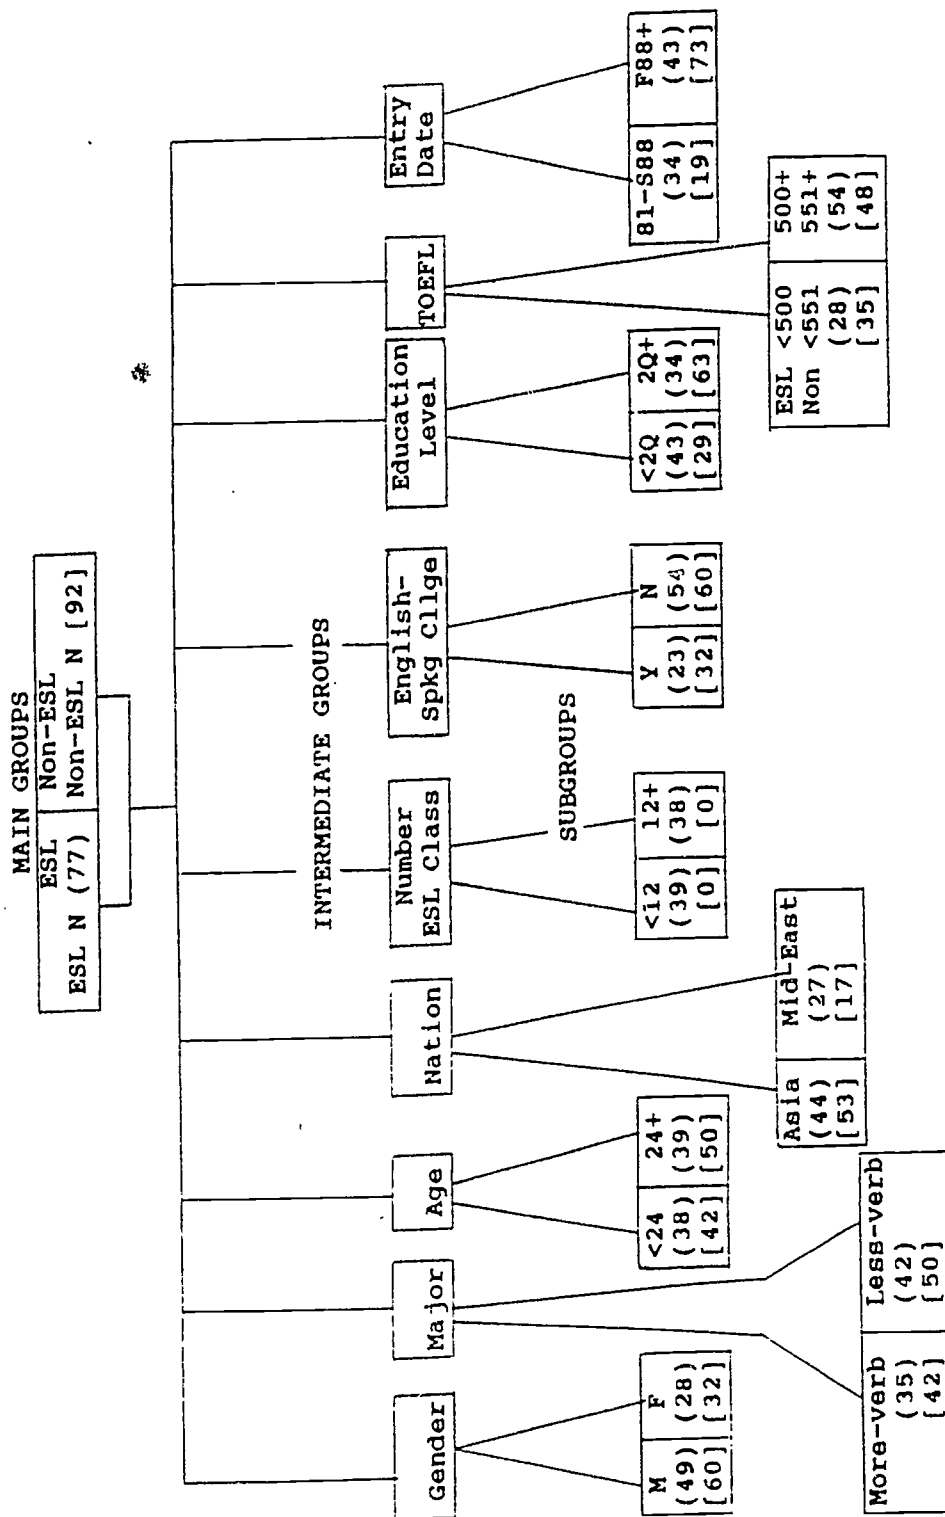 MAIN GROUPS
ESL Non-ESL
ESL N (77) Non-ESL N [92]
INTERMEDIATE GROUPS
Gender
Major
Age
Nation
Number
ESL Class
English-
Spkg Cllge
Education
Level
TOEFL
Entry
Date
SUBGROUPS
M F
(49) (28)
[60] [32]
More-verb Less-verb
(35) (42)
[42] [50]
<24 24+
(38) (39)
[42] [50]
Asia Mid-East
(44) (27)
[53] [17]
<12 12+
(39) (38)
[0] [0]
Y N
(23) (54)
[32] [60]
<2Q 2Q+
(43) (34)
[29] [63]
ESL <500 500+
Non <551 551+
(28) (54)
[35] [48]
81-S88 F88+
(34) (43)
[19] [73]